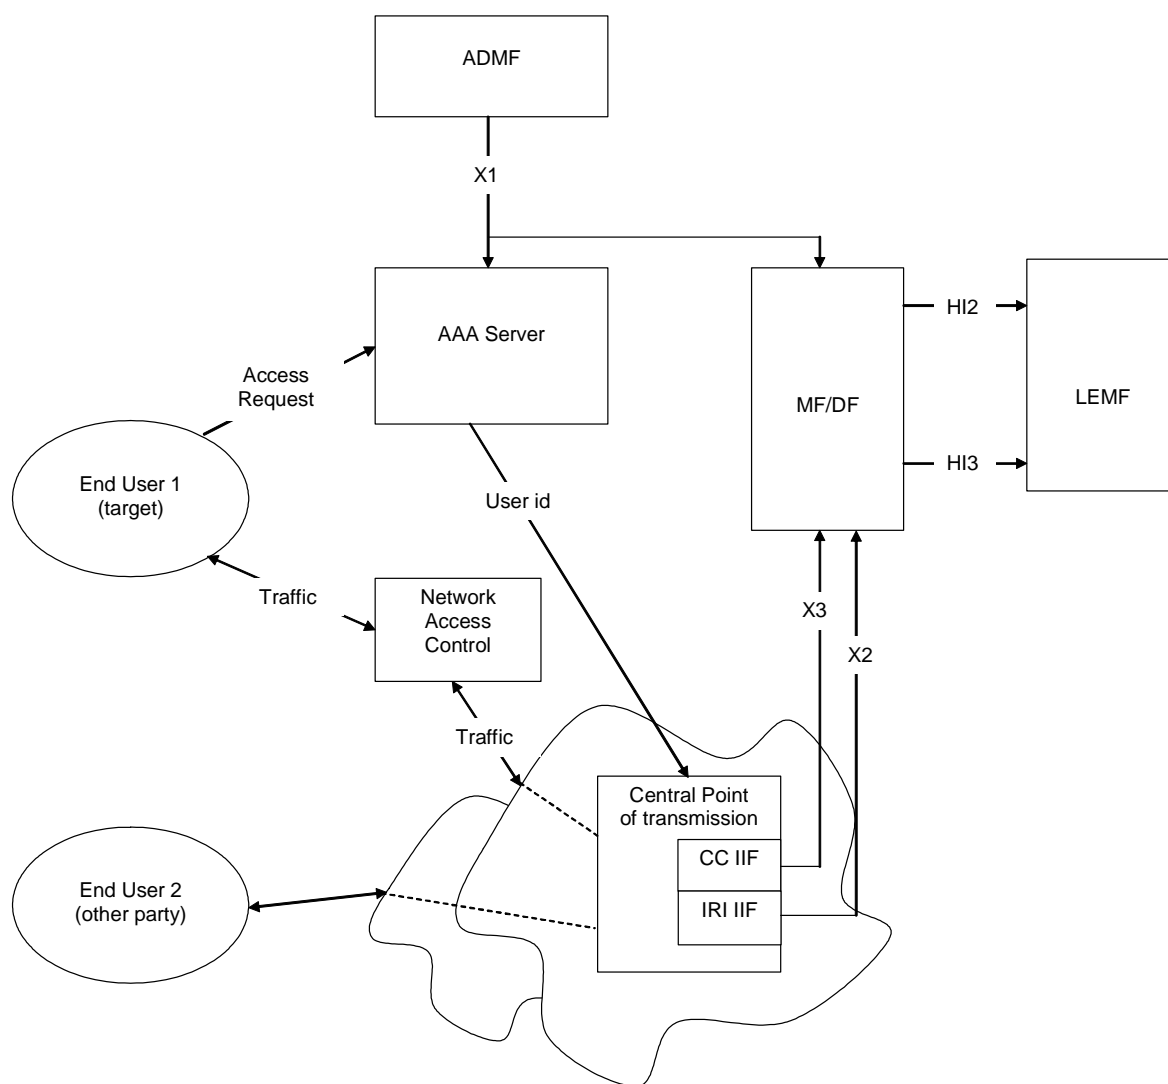 ADMF
X1
AAA Server
HI2
Access
Request
MF/DF
LEMF
HI3
End User 1
(target)
User id
Traffic
Network
Access
Control
X3
X2
Traffic
Central Point
of transmission
CC IIF
End User 2
(other party)
IRI IIF